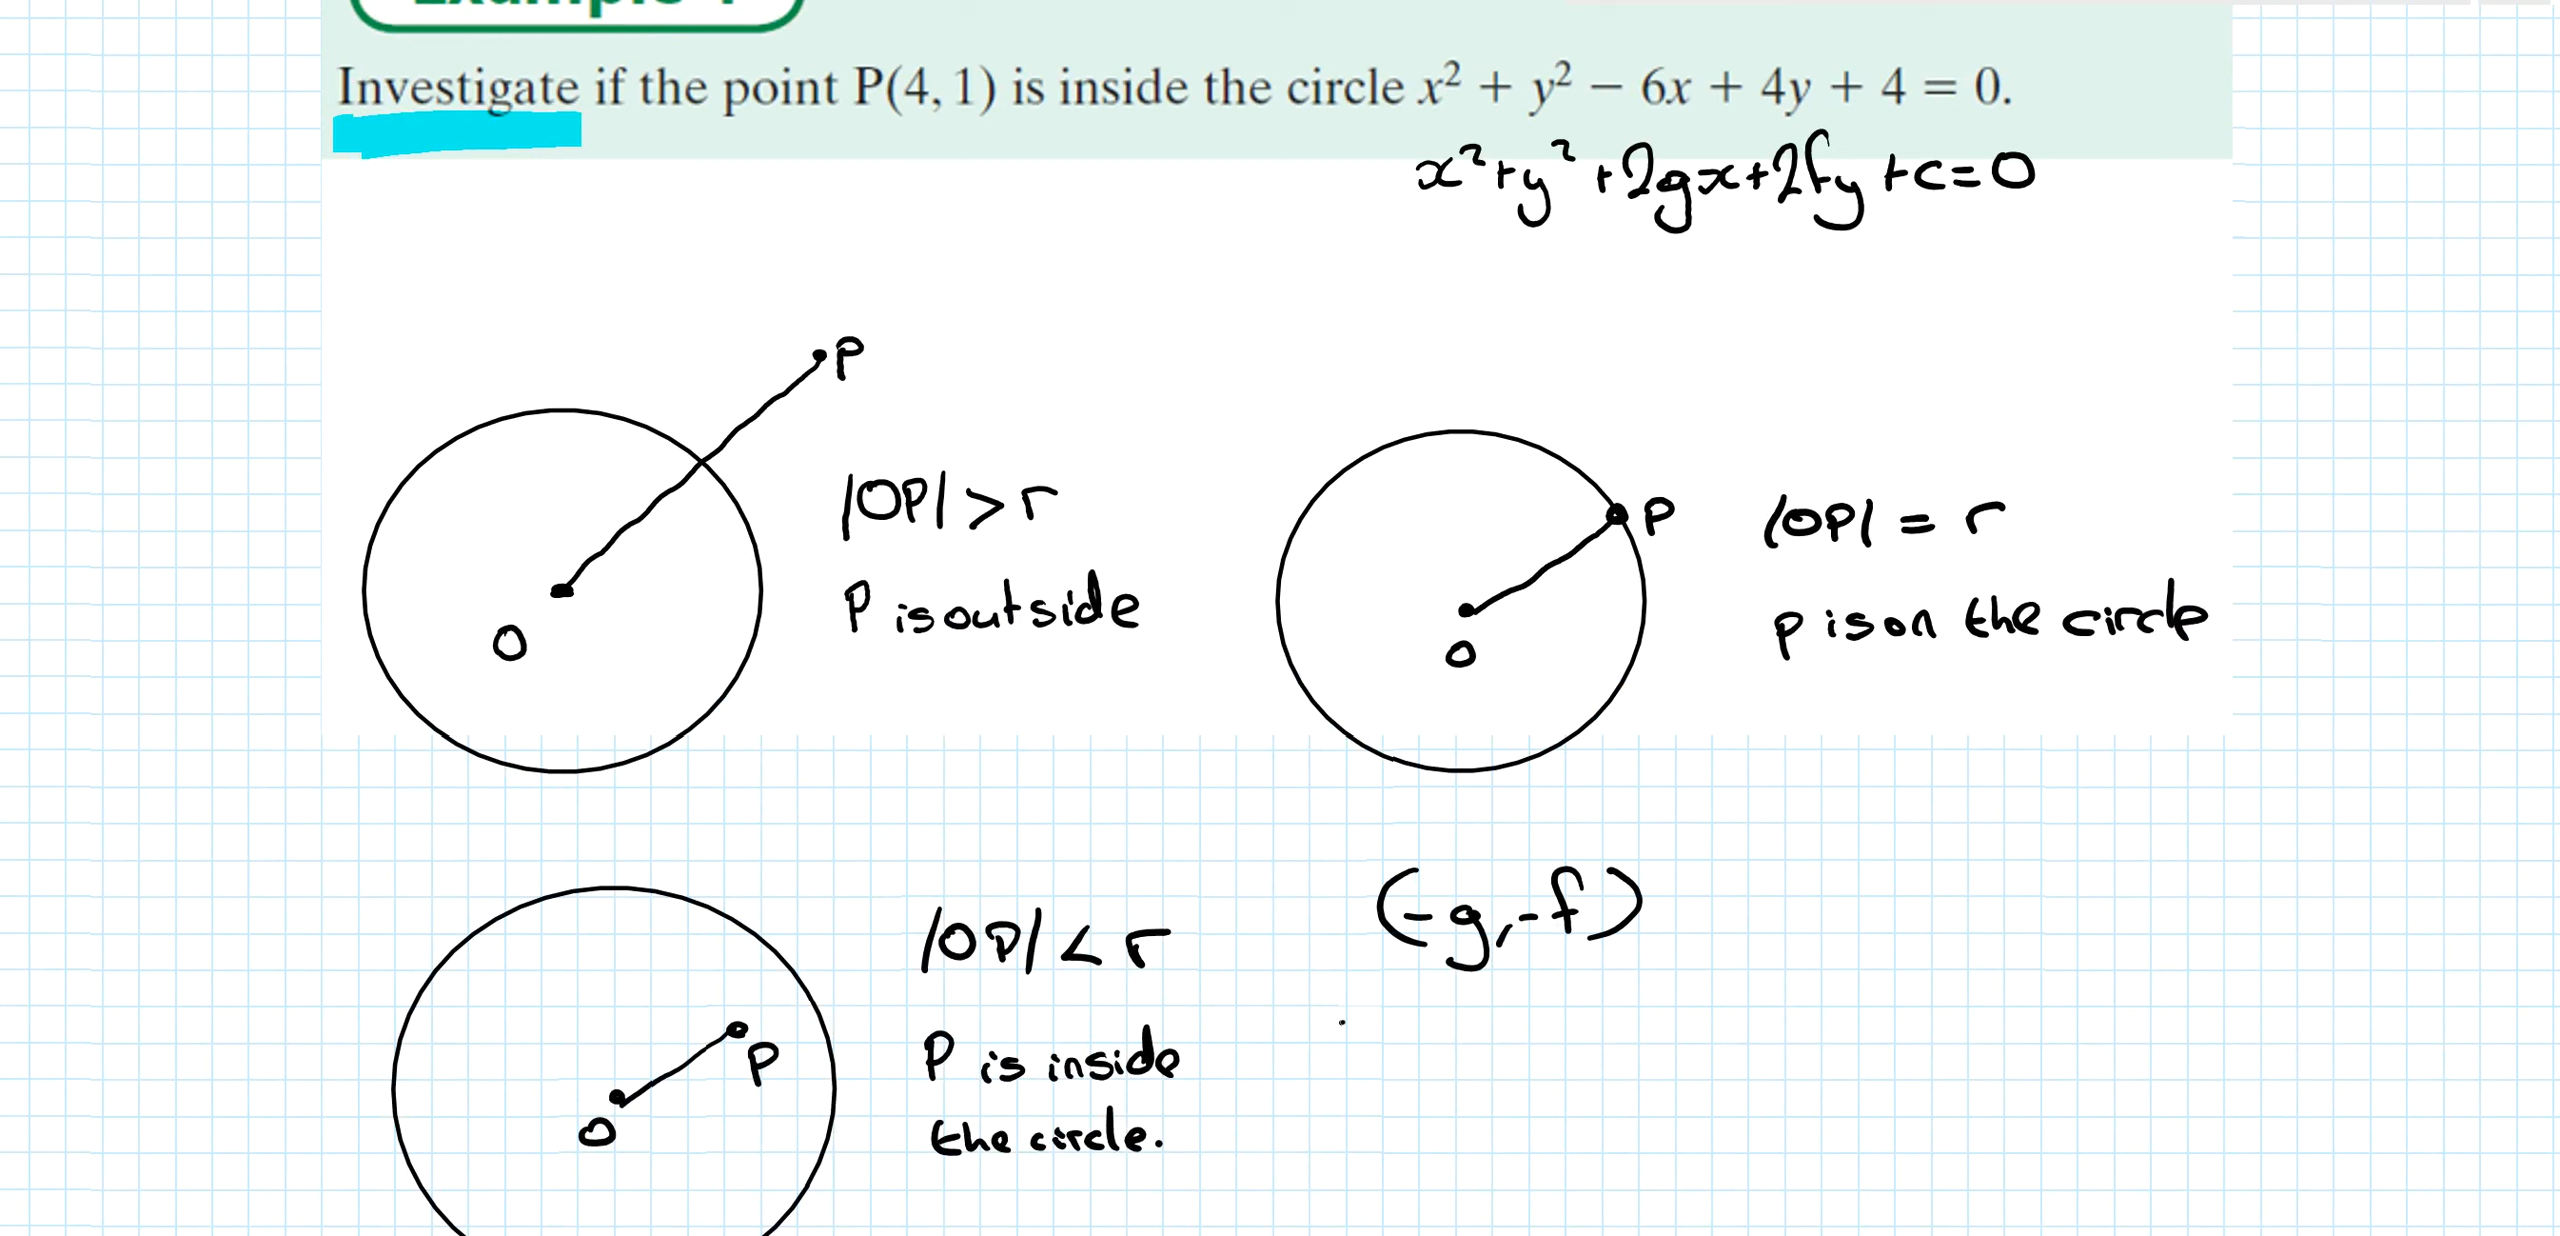 Investigate if the point P(4, 1) is inside the circle x² + y² − 6x + 4y + 4 = 0.
x² + y² + 2gx + 2fy + c = 0
P
O
|OP| > r
P is outside
P
O
|OP| = r
P is on the circle
P
O
|OP| < r
P is inside
the circle.
(-g, -f)